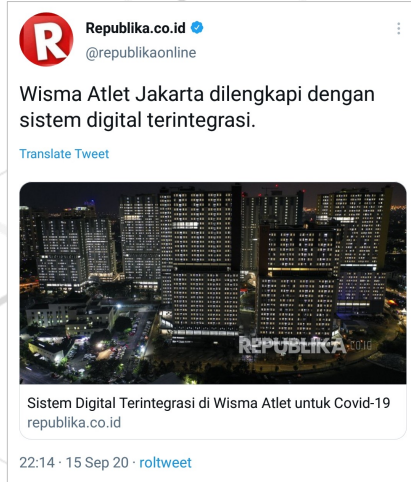 Republika.co.id
@republikaonline
Wisma Atlet Jakarta dilengkapi dengan
sistem digital terintegrasi.
Translate Tweet
REPUBLIKA.co.id
Sistem Digital Terintegrasi di Wisma Atlet untuk Covid-19
republika.co.id
22:14 · 15 Sep 20 · roltweet